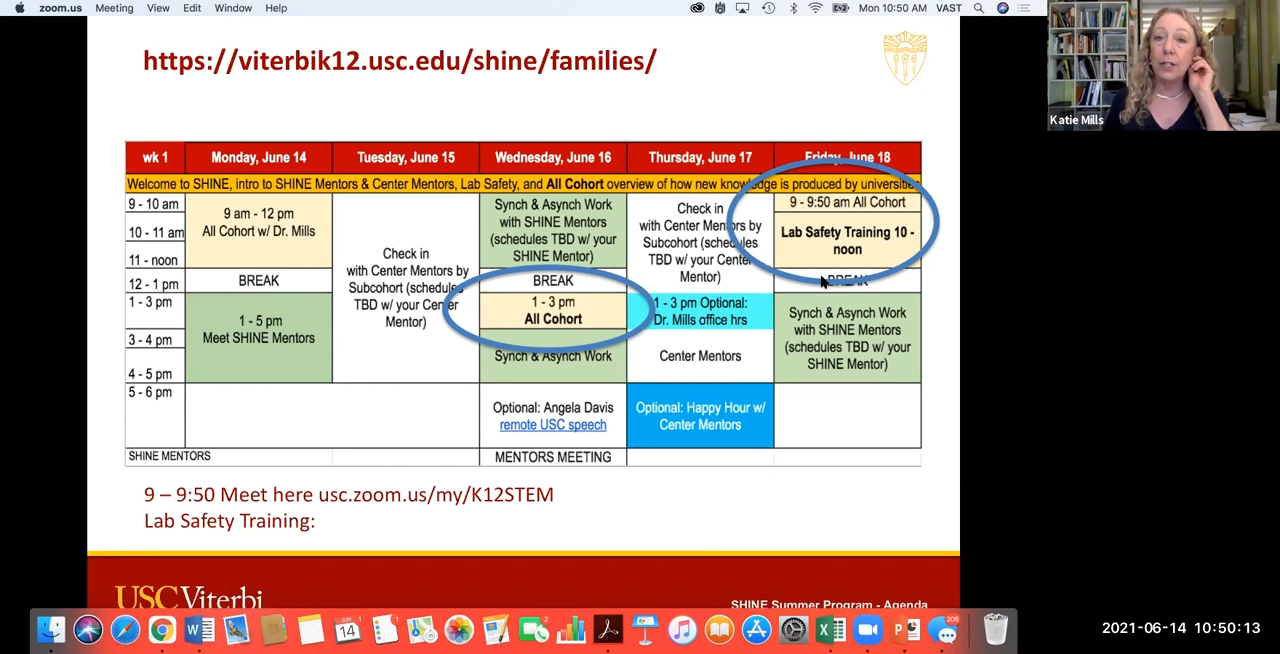 zoom.us Meeting View Edit Window Help Mon 10:50 AM VAST
https://viterbik12.usc.edu/shine/families/
Katie Mills
wk 1 Monday, June 14 Tuesday, June 15 Wednesday, June 16 Thursday, June 17 Friday, June 18
Welcome to SHINE, intro to SHINE Mentors & Center Mentors, Lab Safety, and All Cohort overview of how new knowledge is produced by universities
9 - 10 am
10 - 11 am
11 - noon
12 - 1 pm
1 - 3 pm
3 - 4 pm
4 - 5 pm
5 - 6 pm
9 am - 12 pm
All Cohort w/ Dr. Mills
BREAK
1 - 5 pm
Meet SHINE Mentors
Check in
with Center Mentors by
Subcohort (schedules
TBD w/ your Center
Mentor)
Synch & Asynch Work
with SHINE Mentors
(schedules TBD w/ your
SHINE Mentor)
BREAK
1 - 3 pm
All Cohort
Synch & Asynch Work
Optional: Angela Davis
remote USC speech
Check in
with Center Mentors by
Subcohort (schedules
TBD w/ your Center
Mentor)
1 - 3 pm Optional:
Dr. Mills office hrs
Center Mentors
Optional: Happy Hour w/
Center Mentors
9 - 9:50 am All Cohort
Lab Safety Training 10 -
noon
BREAK
Synch & Asynch Work
with SHINE Mentors
(schedules TBD w/ your
SHINE Mentor)
SHINE MENTORS MENTORS MEETING
9 – 9:50 Meet here usc.zoom.us/my/K12STEM
Lab Safety Training:
USC Viterbi
SHINE Summer Program - Agenda
JUN
14
206
2021-06-14 10:50:13